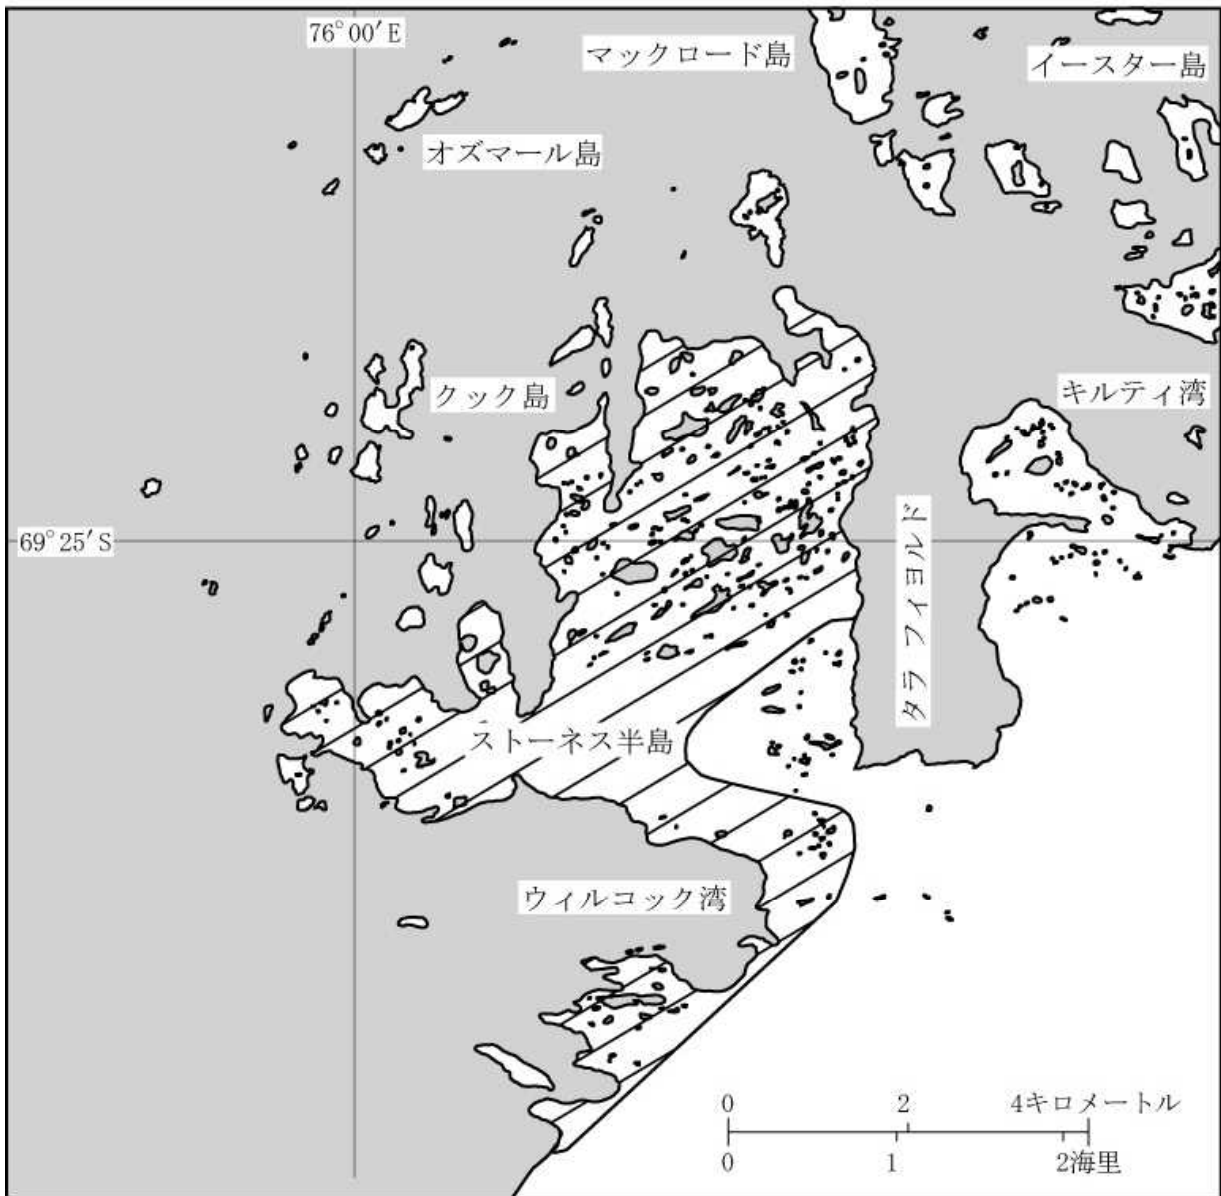 76°00′E
マックロード島
イースター島
オズマール島
クック島
キルティ湾
69°25′S
タラ フィヨルド
ストーネス半島
ウィルコック湾
0 2 4キロメートル
0 1 2海里